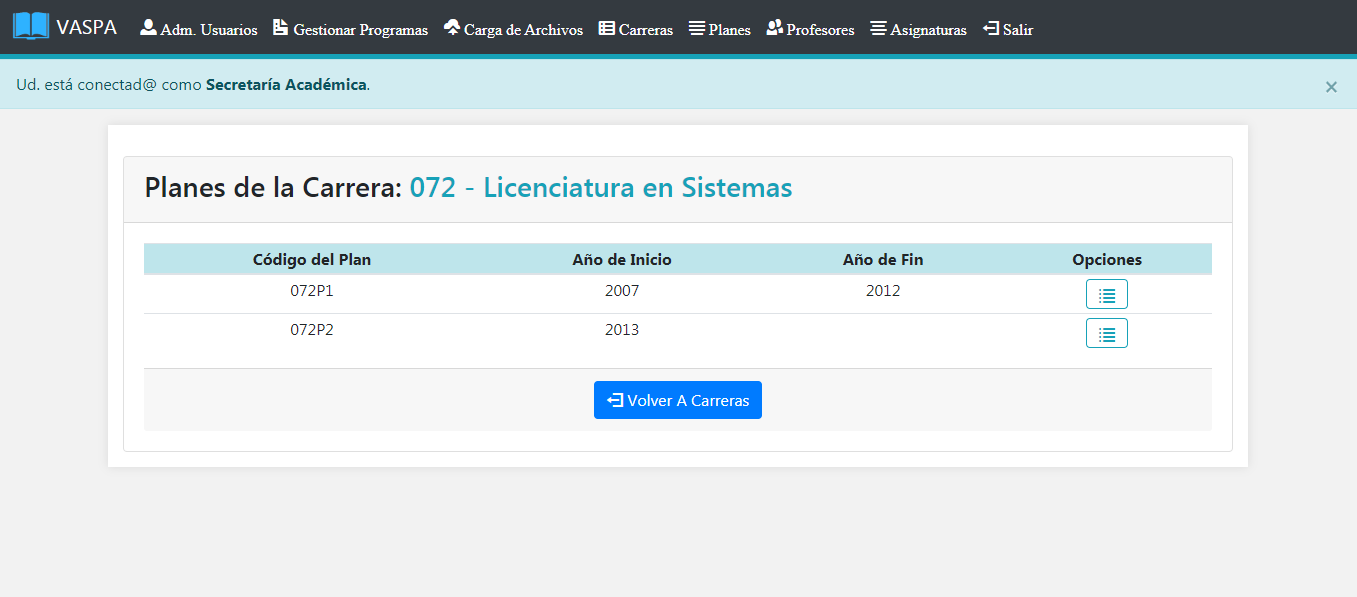 VASPA Adm. Usuarios Gestionar Programas Carga de Archivos Carreras Planes Profesores Asignaturas Salir
Ud. está conectad@ como Secretaría Académica. ×
Planes de la Carrera: 072 - Licenciatura en Sistemas
Código del Plan Año de Inicio Año de Fin Opciones
072P1 2007 2012
072P2 2013
Volver A Carreras